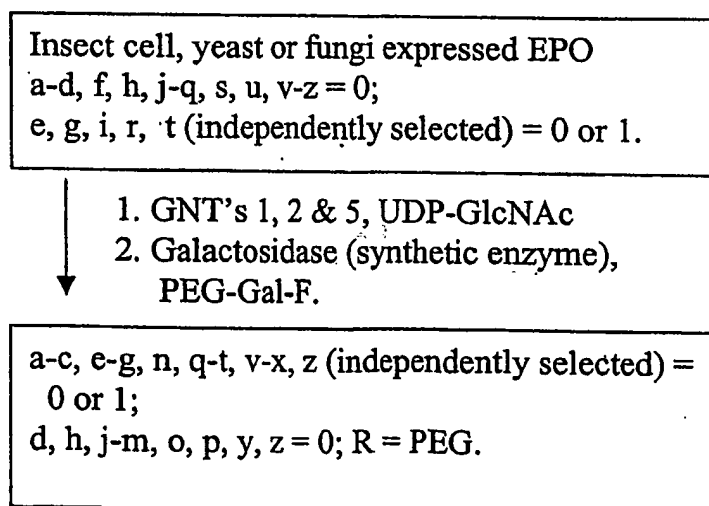 Insect cell, yeast or fungi expressed EPO
a-d, f, h, j-q, s, u, v-z = 0;
e, g, i, r, t (independently selected) = 0 or 1.
1. GNT's 1, 2 & 5, UDP-GlcNAc
2. Galactosidase (synthetic enzyme),
PEG-Gal-F.
a-c, e-g, n, q-t, v-x, z (independently selected) =
0 or 1;
d, h, j-m, o, p, y, z = 0; R = PEG.